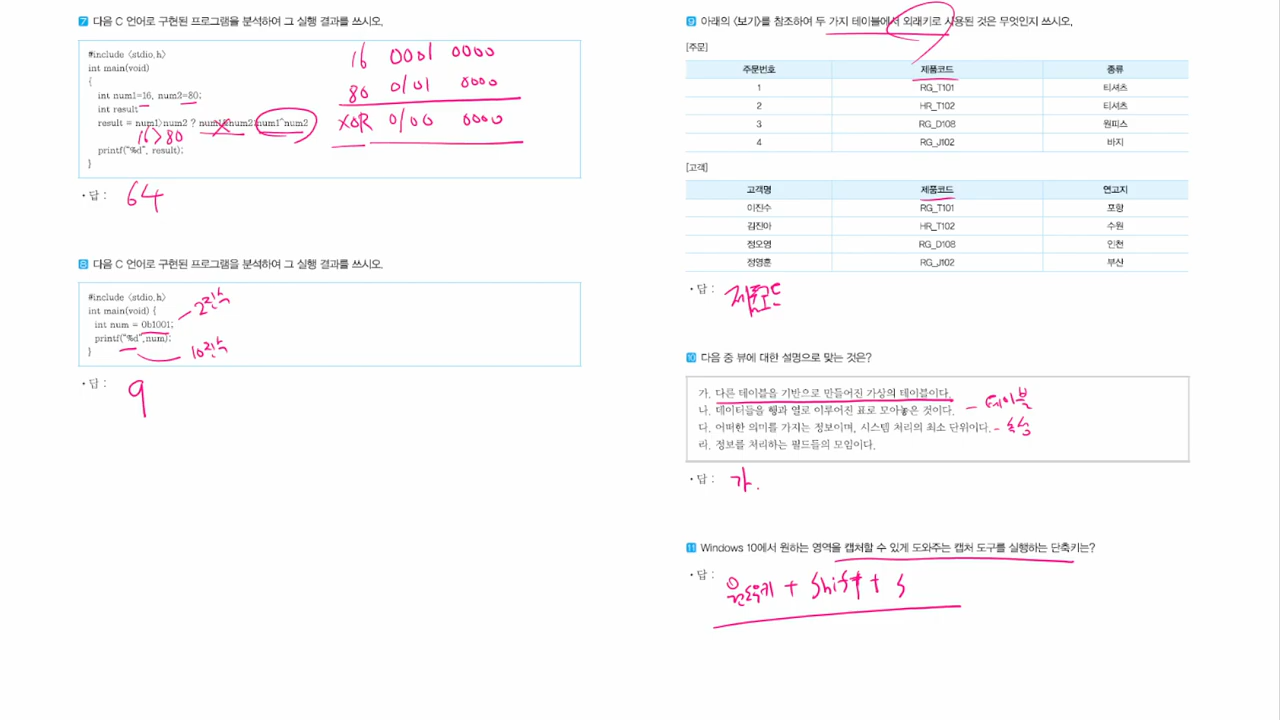 7 다음 C 언어로 구현된 프로그램을 분석하여 그 실행 결과를 쓰시오.
#include <stdio.h>
int main(void)
{
int num1=16, num2=80;
int result
result = num1>num2 ? num1&num2:num1^num2
printf("%d", result);
}
16 0001 0000
80 0101 0000
XOR 0100 0000
16>80
• 답 : 64
8 다음 C 언어로 구현된 프로그램을 분석하여 그 실행 결과를 쓰시오.
#include <stdio.h>
int main(void) {
int num = 0b1001;
printf("%d",num);
}
- 2진수
10진수
• 답 : 9
9 아래의 <보기>를 참조하여 두 가지 테이블에서 외래키로 사용된 것은 무엇인지 쓰시오.
[주문]
주문번호 제품코드 종류
1 RG_T101 티셔츠
2 HR_T102 티셔츠
3 RG_D108 원피스
4 RG_J102 바지
[고객]
고객명 제품코드 연고지
이진수 RG_T101 포항
김진아 HR_T102 수원
정오영 RG_D108 인천
정영훈 RG_J102 부산
• 답 : 제품코드
10 다음 중 뷰에 대한 설명으로 맞는 것은?
가. 다른 테이블을 기반으로 만들어진 가상의 테이블이다.
나. 데이터들을 행과 열로 이루어진 표로 모아놓은 것이다. - 테이블
디. 어떠한 의미를 가지는 정보이며, 시스템 처리의 최소 단위이다. - 속성
라. 정보를 처리하는 필드들의 모임이다.
• 답 : 가.
11 Windows 10에서 원하는 영역을 캡처할 수 있게 도와주는 캡처 도구를 실행하는 단축키는?
• 답 : 윈도우키 + Shift + S